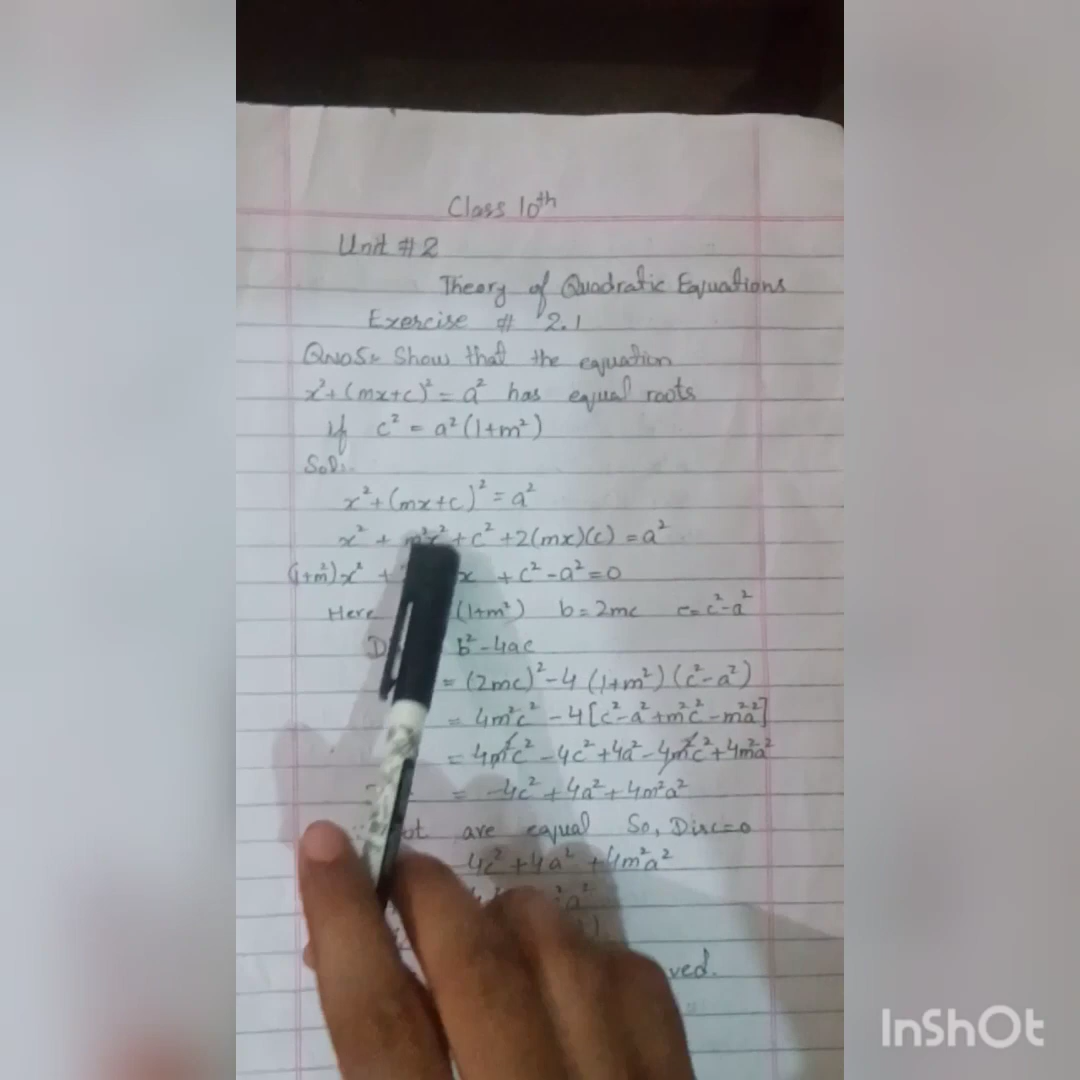 Class 10th
Unit # 2
Theory of Quadratic Equations
Exercise # 2.1
QNO5:- Show that the equation
x² + (mx+c)² = a² has equal roots
if c² = a²(1+m²)
Sol:-
x² + (mx+c)² = a²
x² + m²x² + c² + 2(mx)(c) = a²
(1+m²)x² + x + c² - a² = 0
Here (1+m²) b = 2mc c = c² - a²
b² - 4ac
= (2mc)² - 4 (1+m²) (c² - a²)
= 4m²c² - 4[c² - a² + m²c² - m²a²]
= 4m²c² - 4c² + 4a² - 4m²c² + 4m²a²
= -4c² + 4a² + 4m²a²
are equal So, Disc=0
4c² + 4a² + 4m²a²
a²
InShOt